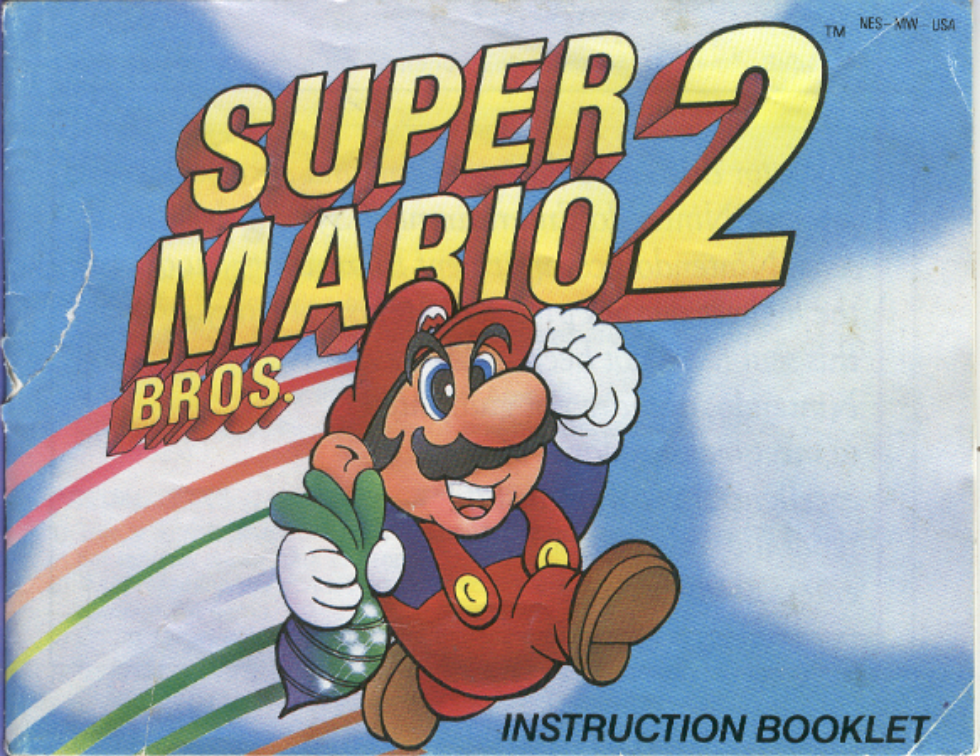 TM NES-MW-USA
SUPER
MARIO 2
BROS.
M
INSTRUCTION BOOKLET